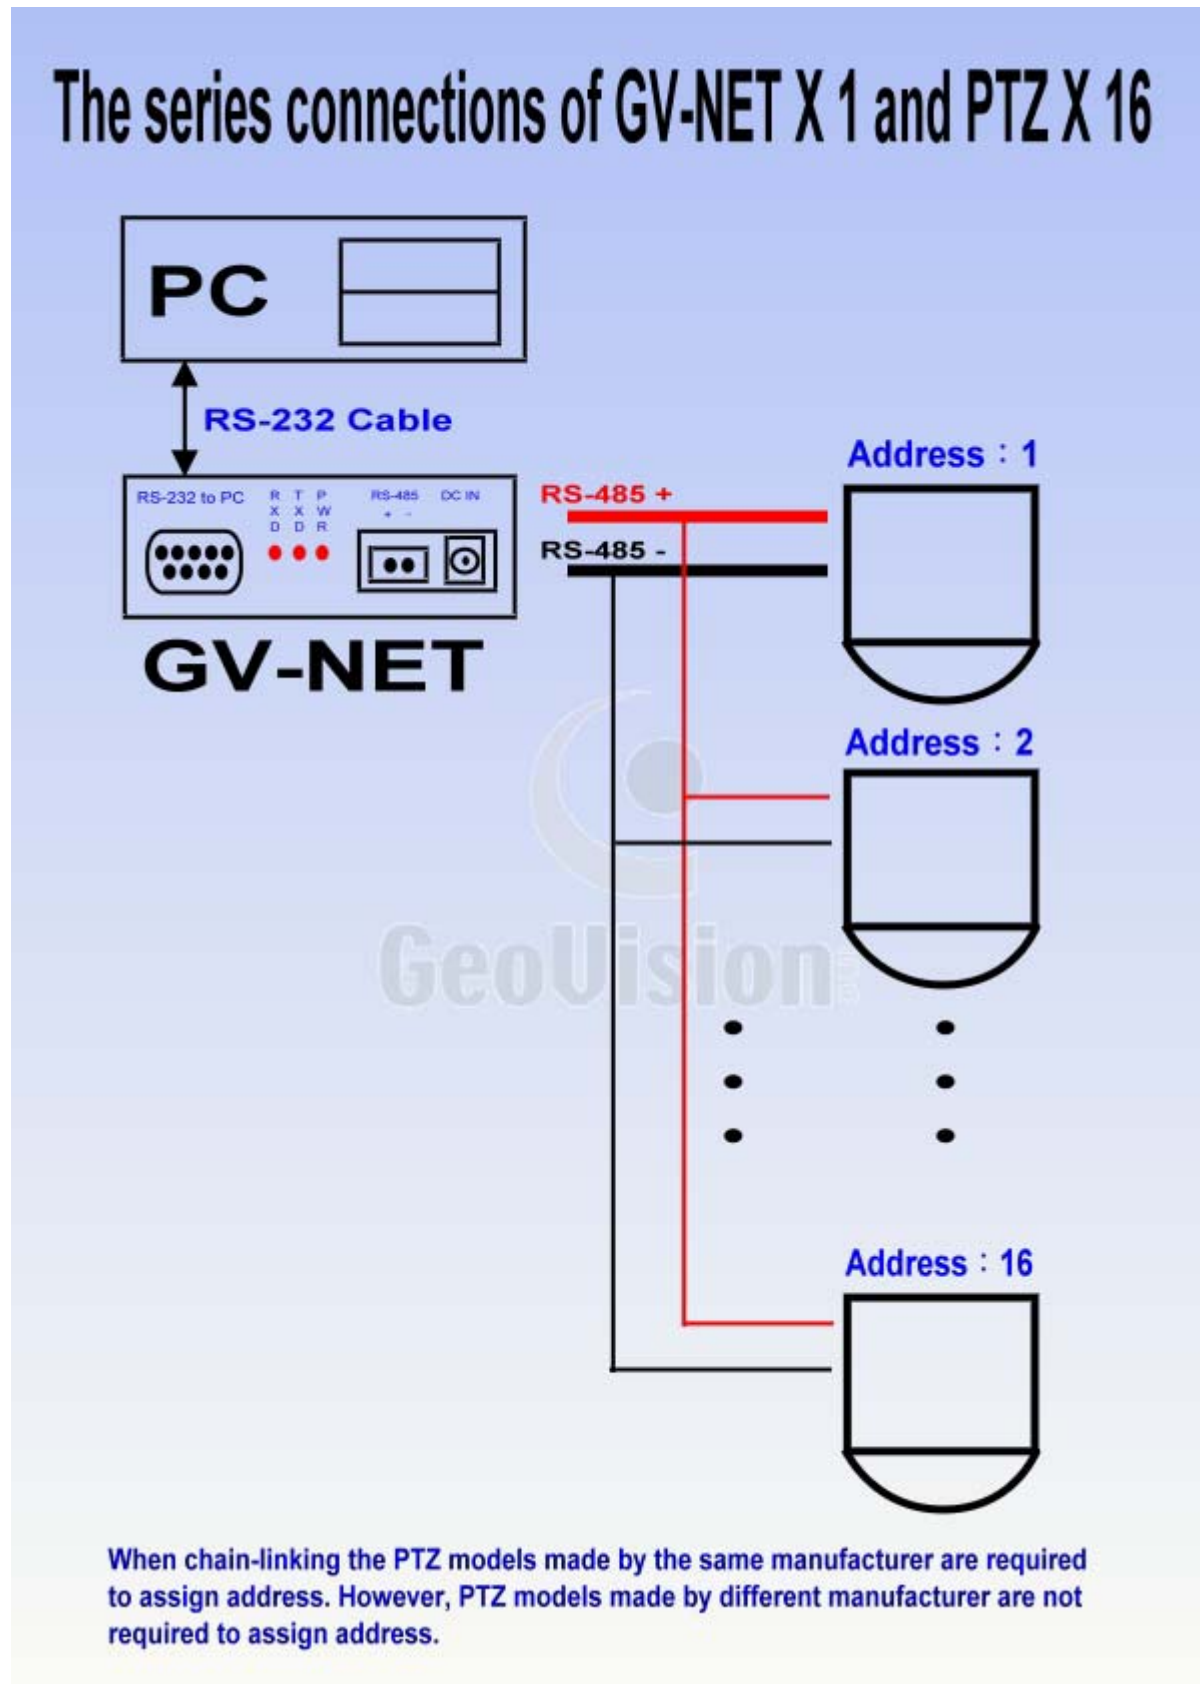 The series connections of GV-NET X 1 and PTZ X 16
PC
RS-232 Cable
RS-232 to PC
RXD
TXD
PWR
RS-485
+ -
DC IN
GV-NET
RS-485 +
RS-485 -
Address : 1
Address : 2
GeoVision
Address : 16
When chain-linking the PTZ models made by the same manufacturer are required
to assign address. However, PTZ models made by different manufacturer are not
required to assign address.